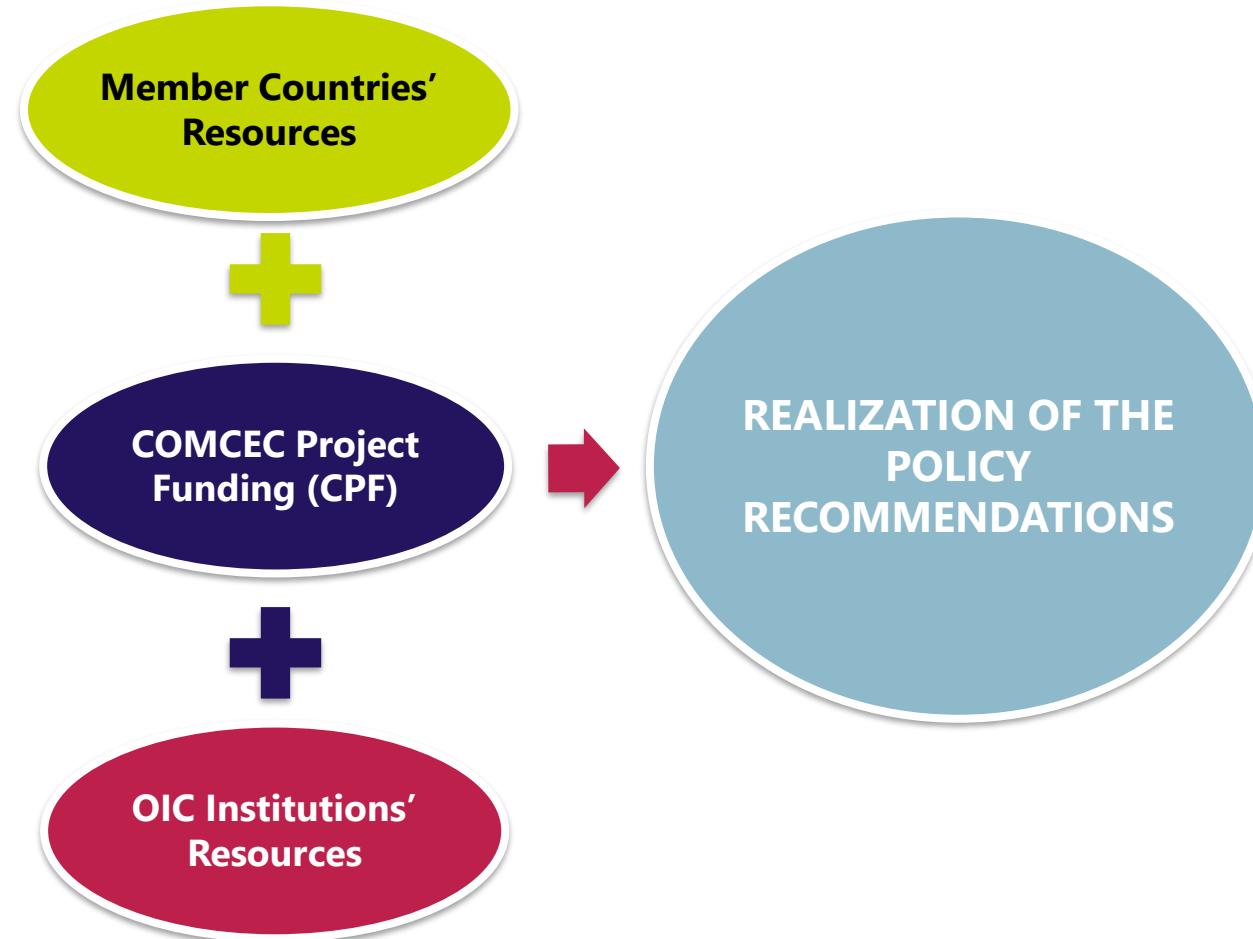 Member Countries’
Resources
COMCEC Project
Funding (CPF)
OIC Institutions’
Resources
REALIZATION OF THE
POLICY
RECOMMENDATIONS